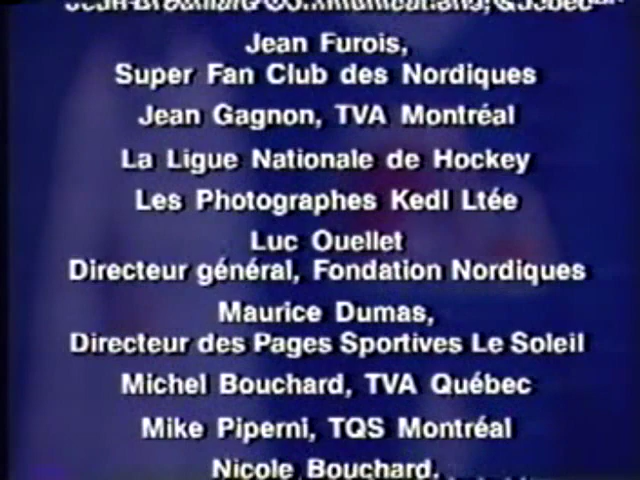 Jean Furois,
Super Fan Club des Nordiques
Jean Gagnon, TVA Montréal
La Ligue Nationale de Hockey
Les Photographes Kedl Ltée
Luc Ouellet
Directeur général, Fondation Nordiques
Maurice Dumas,
Directeur des Pages Sportives Le Soleil
Michel Bouchard, TVA Québec
Mike Piperni, TQS Montréal
Nicole Bouchard,